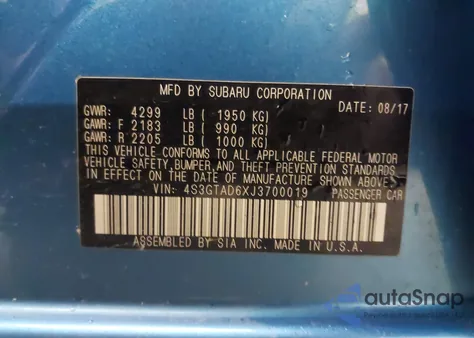 MFD BY SUBARU CORPORATION
DATE: 08/17
GVWR: 4299 LB ( 1950 KG)
GAWR: F 2183 LB ( 990 KG)
GAWR: R 2205 LB ( 1000 KG)
THIS VEHICLE CONFORMS TO ALL APPLICABLE FEDERAL MOTOR
VEHICLE SAFETY, BUMPER, AND THEFT PREVENTION STANDARDS
IN EFFECT ON THE DATE OF MANUFACTURE SHOWN ABOVE.
VIN: 4S3GTAD6XJ3700019 PASSENGER CAR
ASSEMBLED BY SIA INC. MADE IN U.S.A.
autoSnap